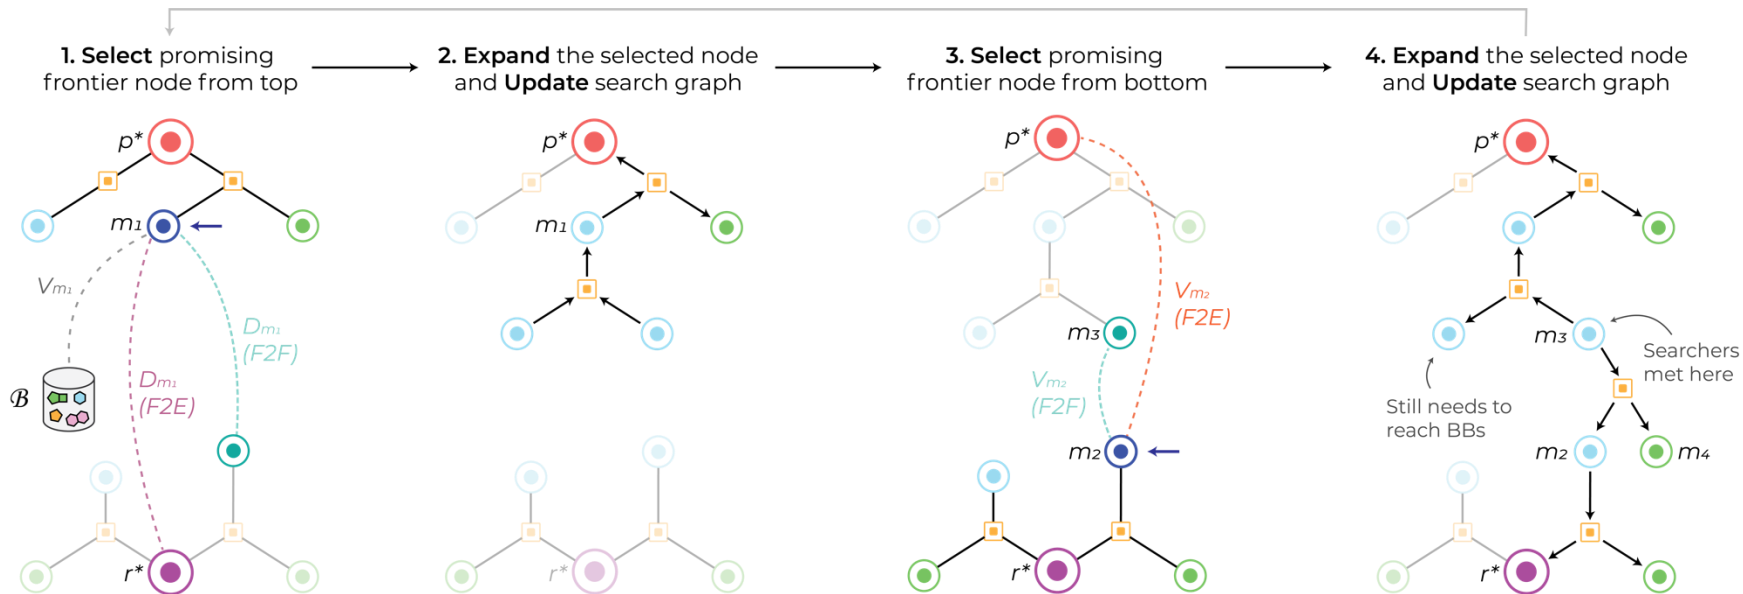 1. Select promising
frontier node from top
2. Expand the selected node
and Update search graph
3. Select promising
frontier node from bottom
4. Expand the selected node
and Update search graph
p*
m₁
Vm₁
Dm₁
(F2F)
Dm₁
(F2E)
ℬ
r*
p*
m₁
r*
p*
Vm₂
(F2E)
m₃
Vm₂
(F2F)
m₂
r*
p*
m₃
Searchers
met here
Still needs to
reach BBs
m₂
m₄
r*